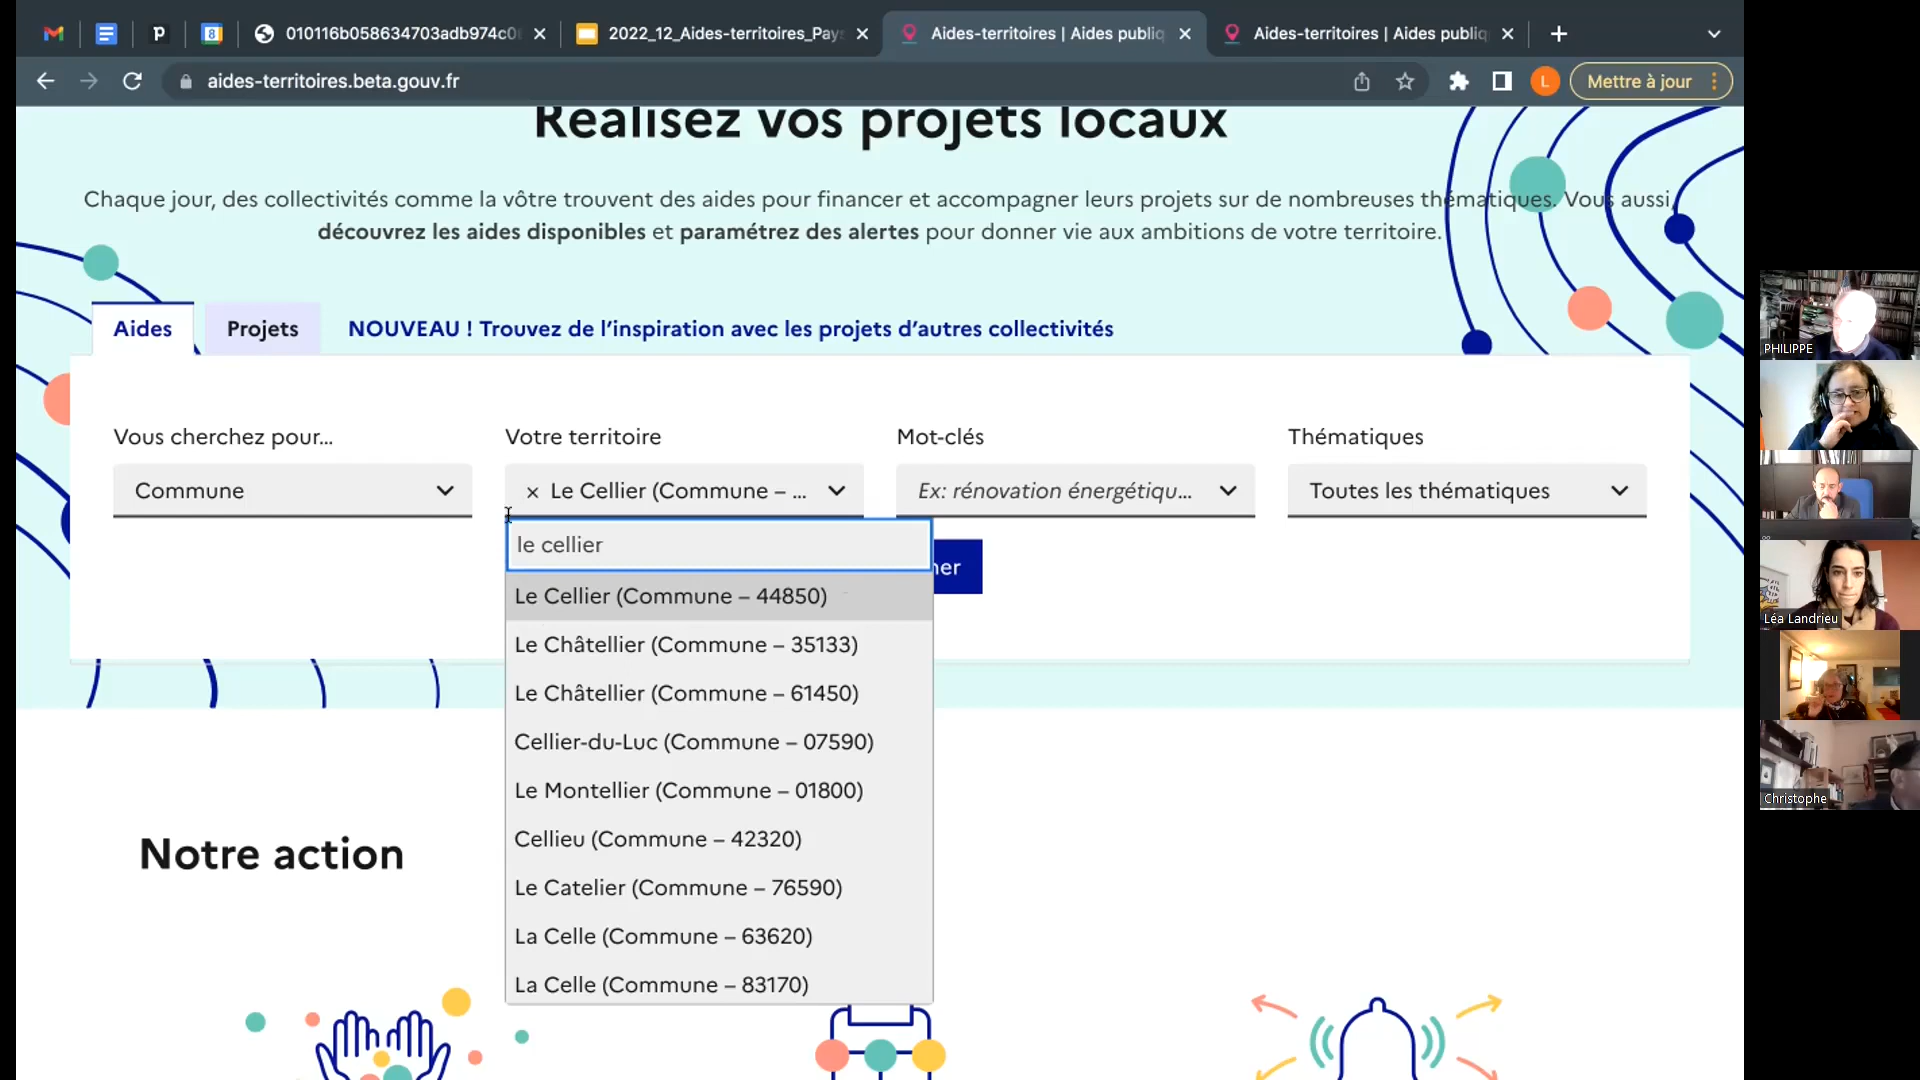 010116b058634703adb974c0
2022_12_Aides-territoires_Pay
Aides-territoires | Aides publiq
Aides-territoires | Aides publiq
aides-territoires.beta.gouv.fr
L
Mettre à jour
Réalisez vos projets locaux
Chaque jour, des collectivités comme la vôtre trouvent des aides pour financer et accompagner leurs projets sur de nombreuses thématiques. Vous aussi,
découvrez les aides disponibles et paramétrez des alertes pour donner vie aux ambitions de votre territoire.
Aides
Projets
NOUVEAU ! Trouvez de l’inspiration avec les projets d’autres collectivités
Vous cherchez pour...
Votre territoire
Mot-clés
Thématiques
Commune
× Le Cellier (Commune – ...
Ex: rénovation énergétiqu...
Toutes les thématiques
le cellier
her
Le Cellier (Commune – 44850)
Le Châtellier (Commune – 35133)
Le Châtellier (Commune – 61450)
Cellier-du-Luc (Commune – 07590)
Le Montellier (Commune – 01800)
Cellieu (Commune – 42320)
Le Catelier (Commune – 76590)
La Celle (Commune – 63620)
La Celle (Commune – 83170)
Notre action
PHILIPPE
Léa Landrieu
Christophe